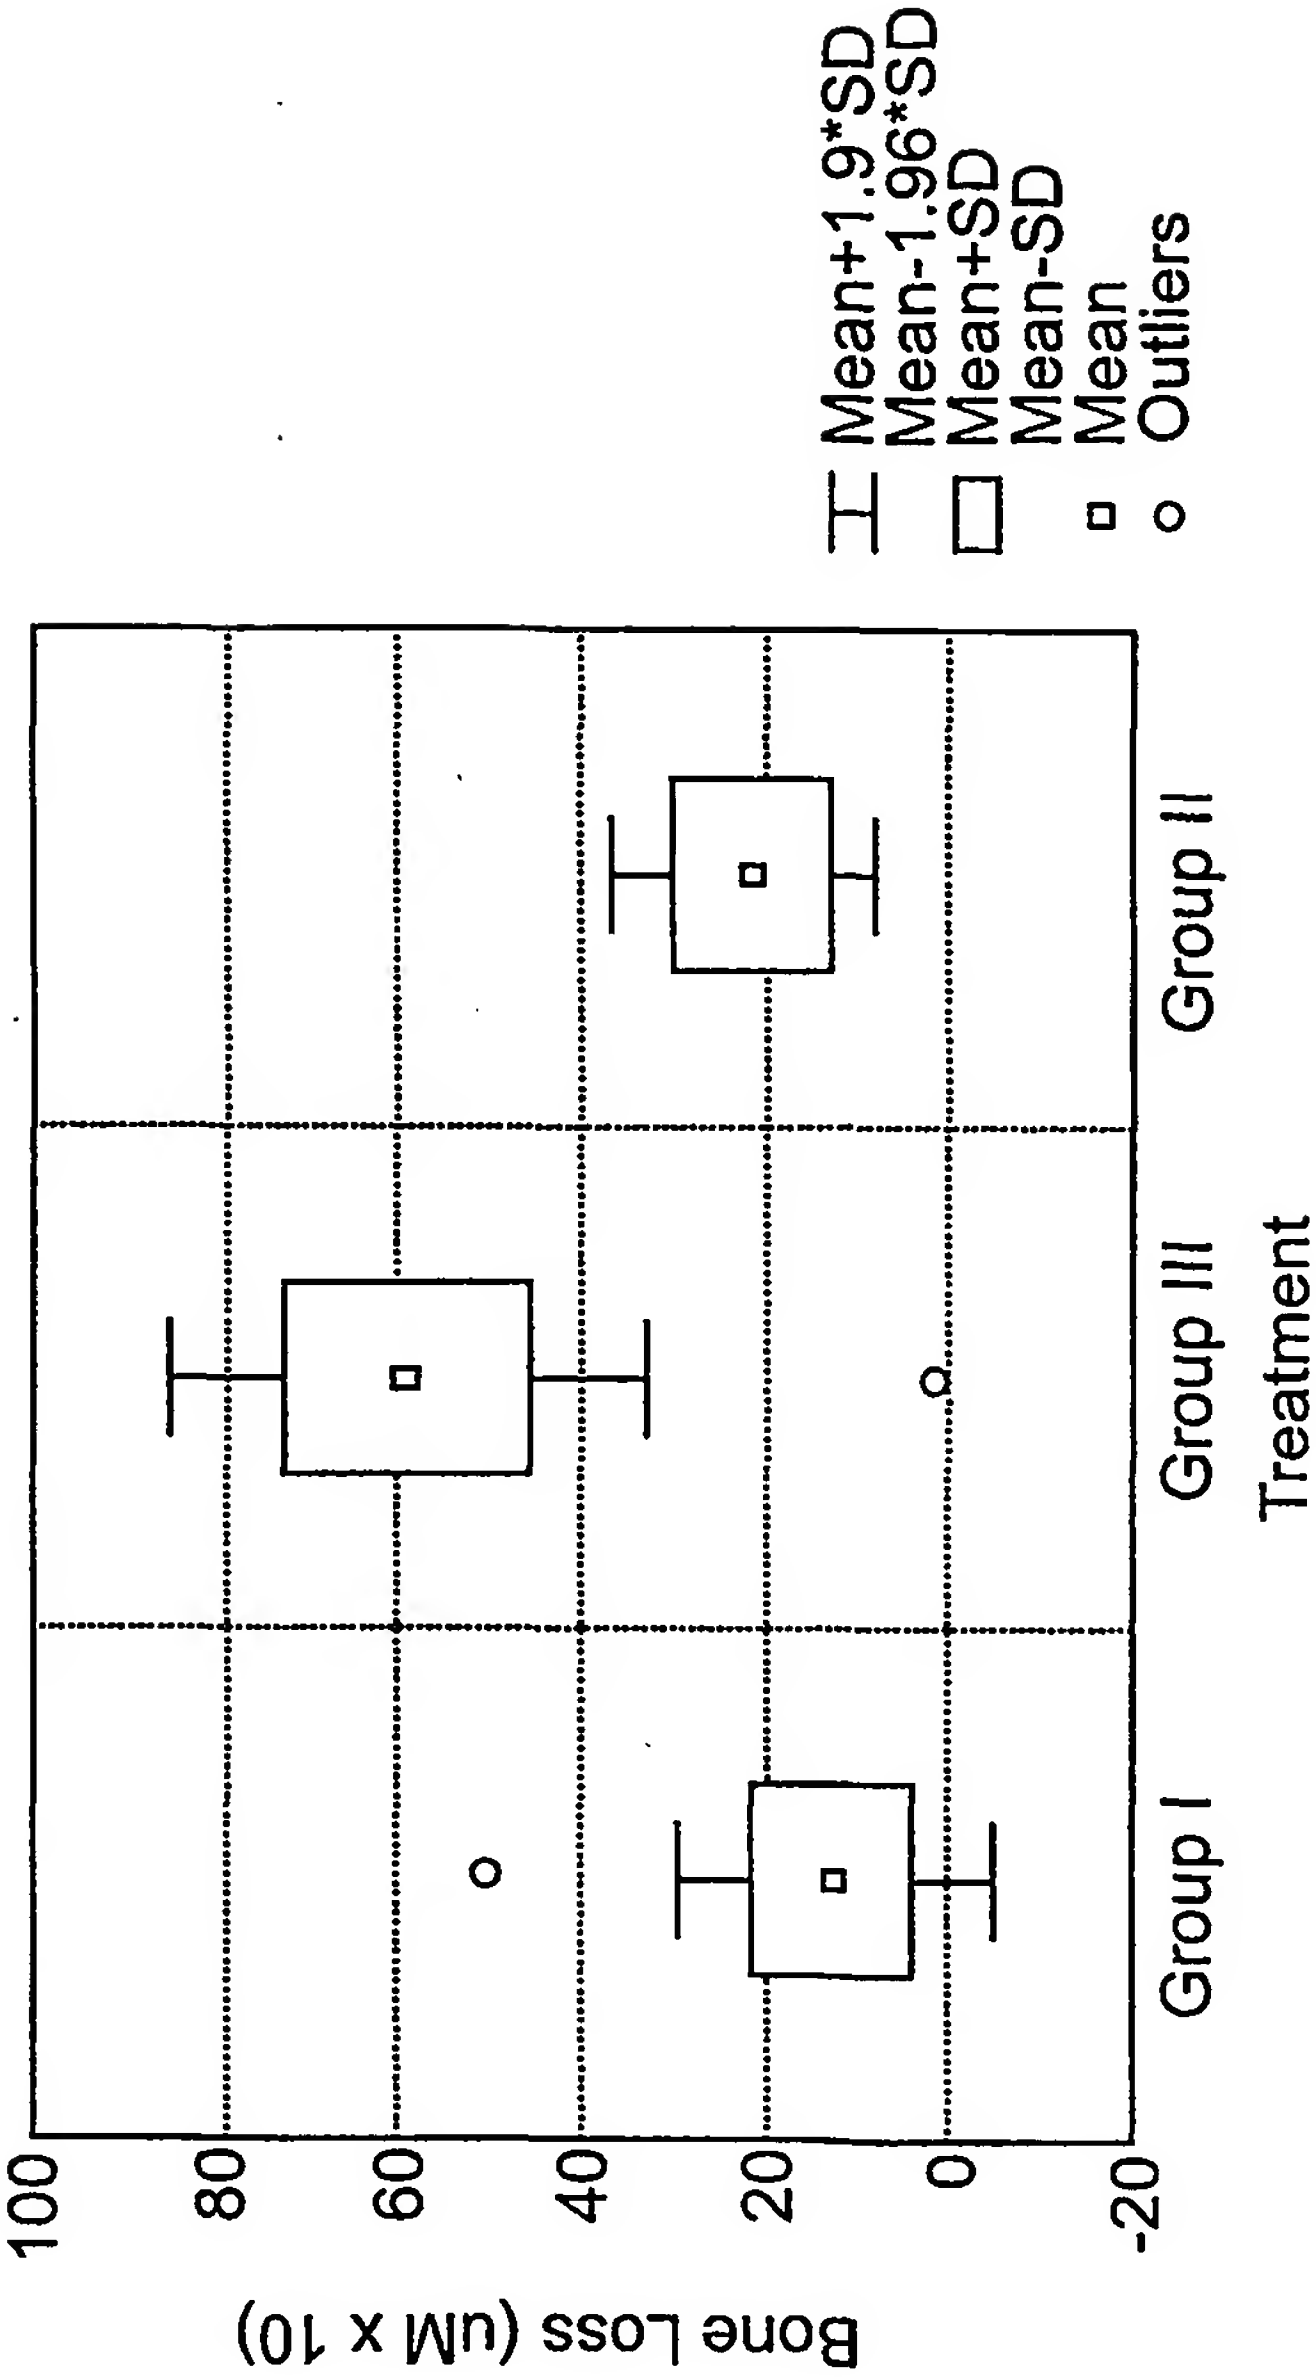 Bone Loss (uM x 10)
100
80
60
40
20
0
-20
Group I
Group III
Group II
Treatment
Mean+1.9*SD
Mean-1.96*SD
Mean+SD
Mean-SD
Mean
Outliers